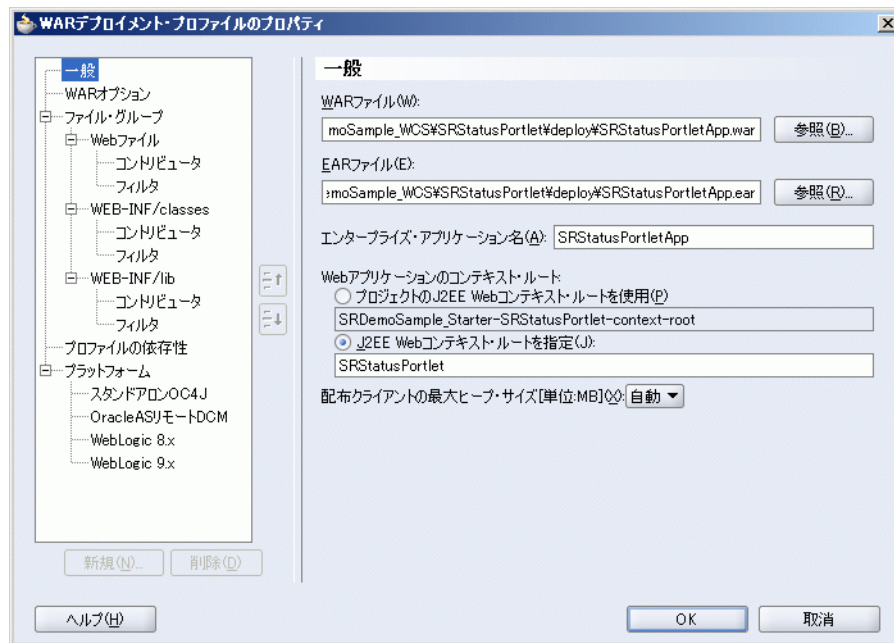 WARデプロイメント・プロファイルのプロパティ
一般
WARオプション
ファイル・グループ
Webファイル
コントリビュータ
フィルタ
WEB-INF/classes
コントリビュータ
フィルタ
WEB-INF/lib
コントリビュータ
フィルタ
プロファイルの依存性
プラットフォーム
スタンドアロンOC4J
OracleASリモートDCM
WebLogic 8.x
WebLogic 9.x
新規(N)... 削除(D)
一般
WARファイル(W):
moSample_WCS¥SRStatusPortlet¥deploy¥SRStatusPortletApp.war 参照(B)...
EARファイル(E):
emoSample_WCS¥SRStatusPortlet¥deploy¥SRStatusPortletApp.ear 参照(R)...
エンタープライズ・アプリケーション名(A): SRStatusPortletApp
Webアプリケーションのコンテキスト・ルート:
プロジェクトのJ2EE Webコンテキスト・ルートを使用(P)
SRDemoSample_Starter-SRStatusPortlet-context-root
J2EE Webコンテキスト・ルートを指定(J):
SRStatusPortlet
配布クライアントの最大ヒープ・サイズ[単位:MB](X): 自動
ヘルプ(H) OK 取消